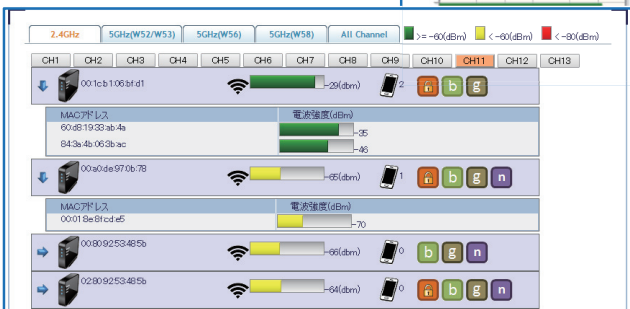 2.4GHz 5GHz(W52/W53) 5GHz(W56) 5GHz(W58) All Channel >= -60(dBm) < -60(dBm) < -80(dBm)
CH1 CH2 CH3 CH4 CH5 CH6 CH7 CH8 CH9 CH10 CH11 CH12 CH13
00:1c:b1:06:bf:d1 -29(dbm) 2 b g
MACアドレス 電波強度(dBm)
60:d8:19:33:ab:4a -35
84:3a:4b:06:3b:ac -46
00:a0:de:97:0b:78 -65(dbm) 1 b g n
MACアドレス 電波強度(dBm)
00:01:8e:8f:cd:e5 -70
00:80:92:53:48:5b -66(dbm) 0 b g n
02:80:92:53:48:5b -64(dbm) 0 b g n